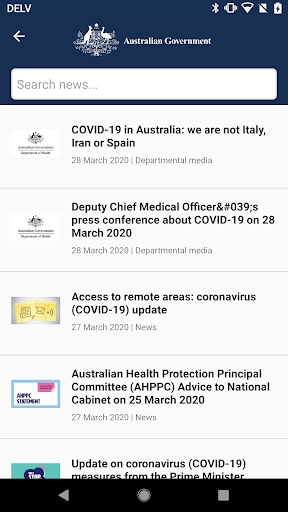 DELV
Australian Government
Search news...
COVID-19 in Australia: we are not Italy,
Iran or Spain
28 March 2020 | Departmental media
Australian Government
Department of Health
Deputy Chief Medical Officer&#039;s
press conference about COVID-19 on 28
March 2020
28 March 2020 | Departmental media
Australian Government
Department of Health
Access to remote areas: coronavirus
(COVID-19) update
27 March 2020 | News
Australian Health Protection Principal
Committee (AHPPC) Advice to National
Cabinet on 25 March 2020
27 March 2020 | News
AHPPC
STATEMENT
Update on coronavirus (COVID-19)
measures from the Prime Minister